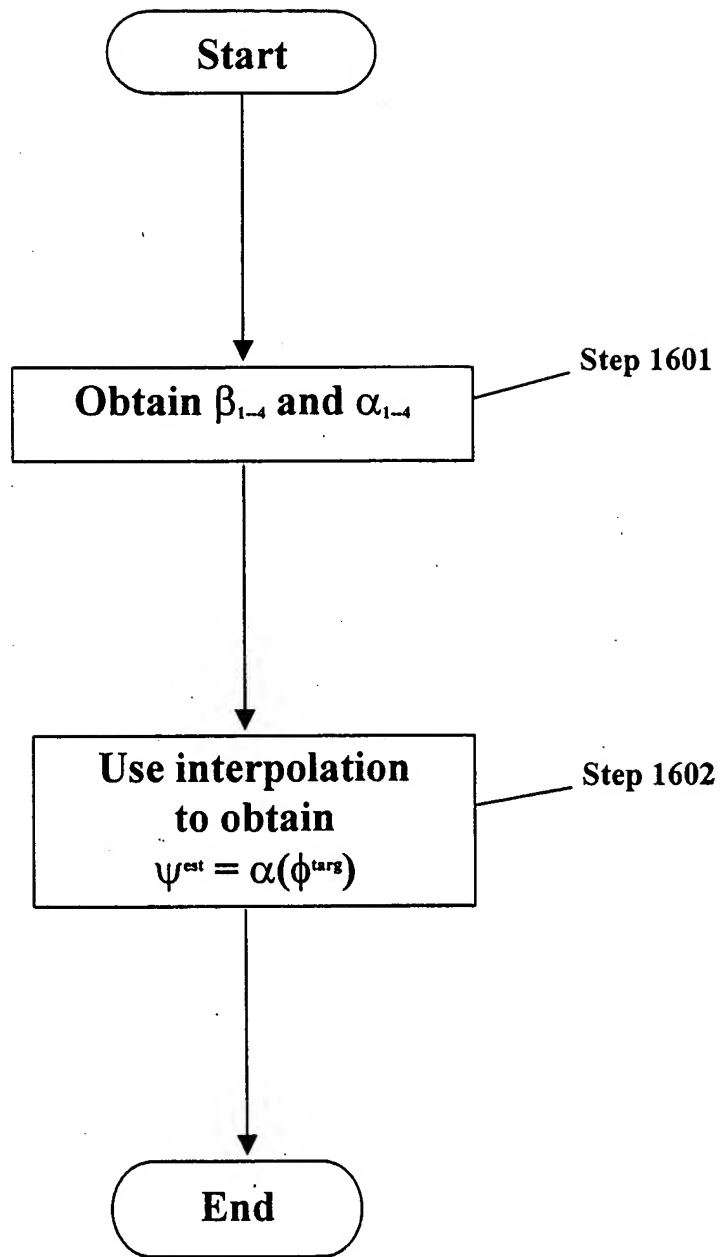 Start
Obtain β₁₋₄ and α₁₋₄
Step 1601
Use interpolation
to obtain
ψᵉˢᵗ = α(ϕᵗᵃʳᵍ)
Step 1602
End